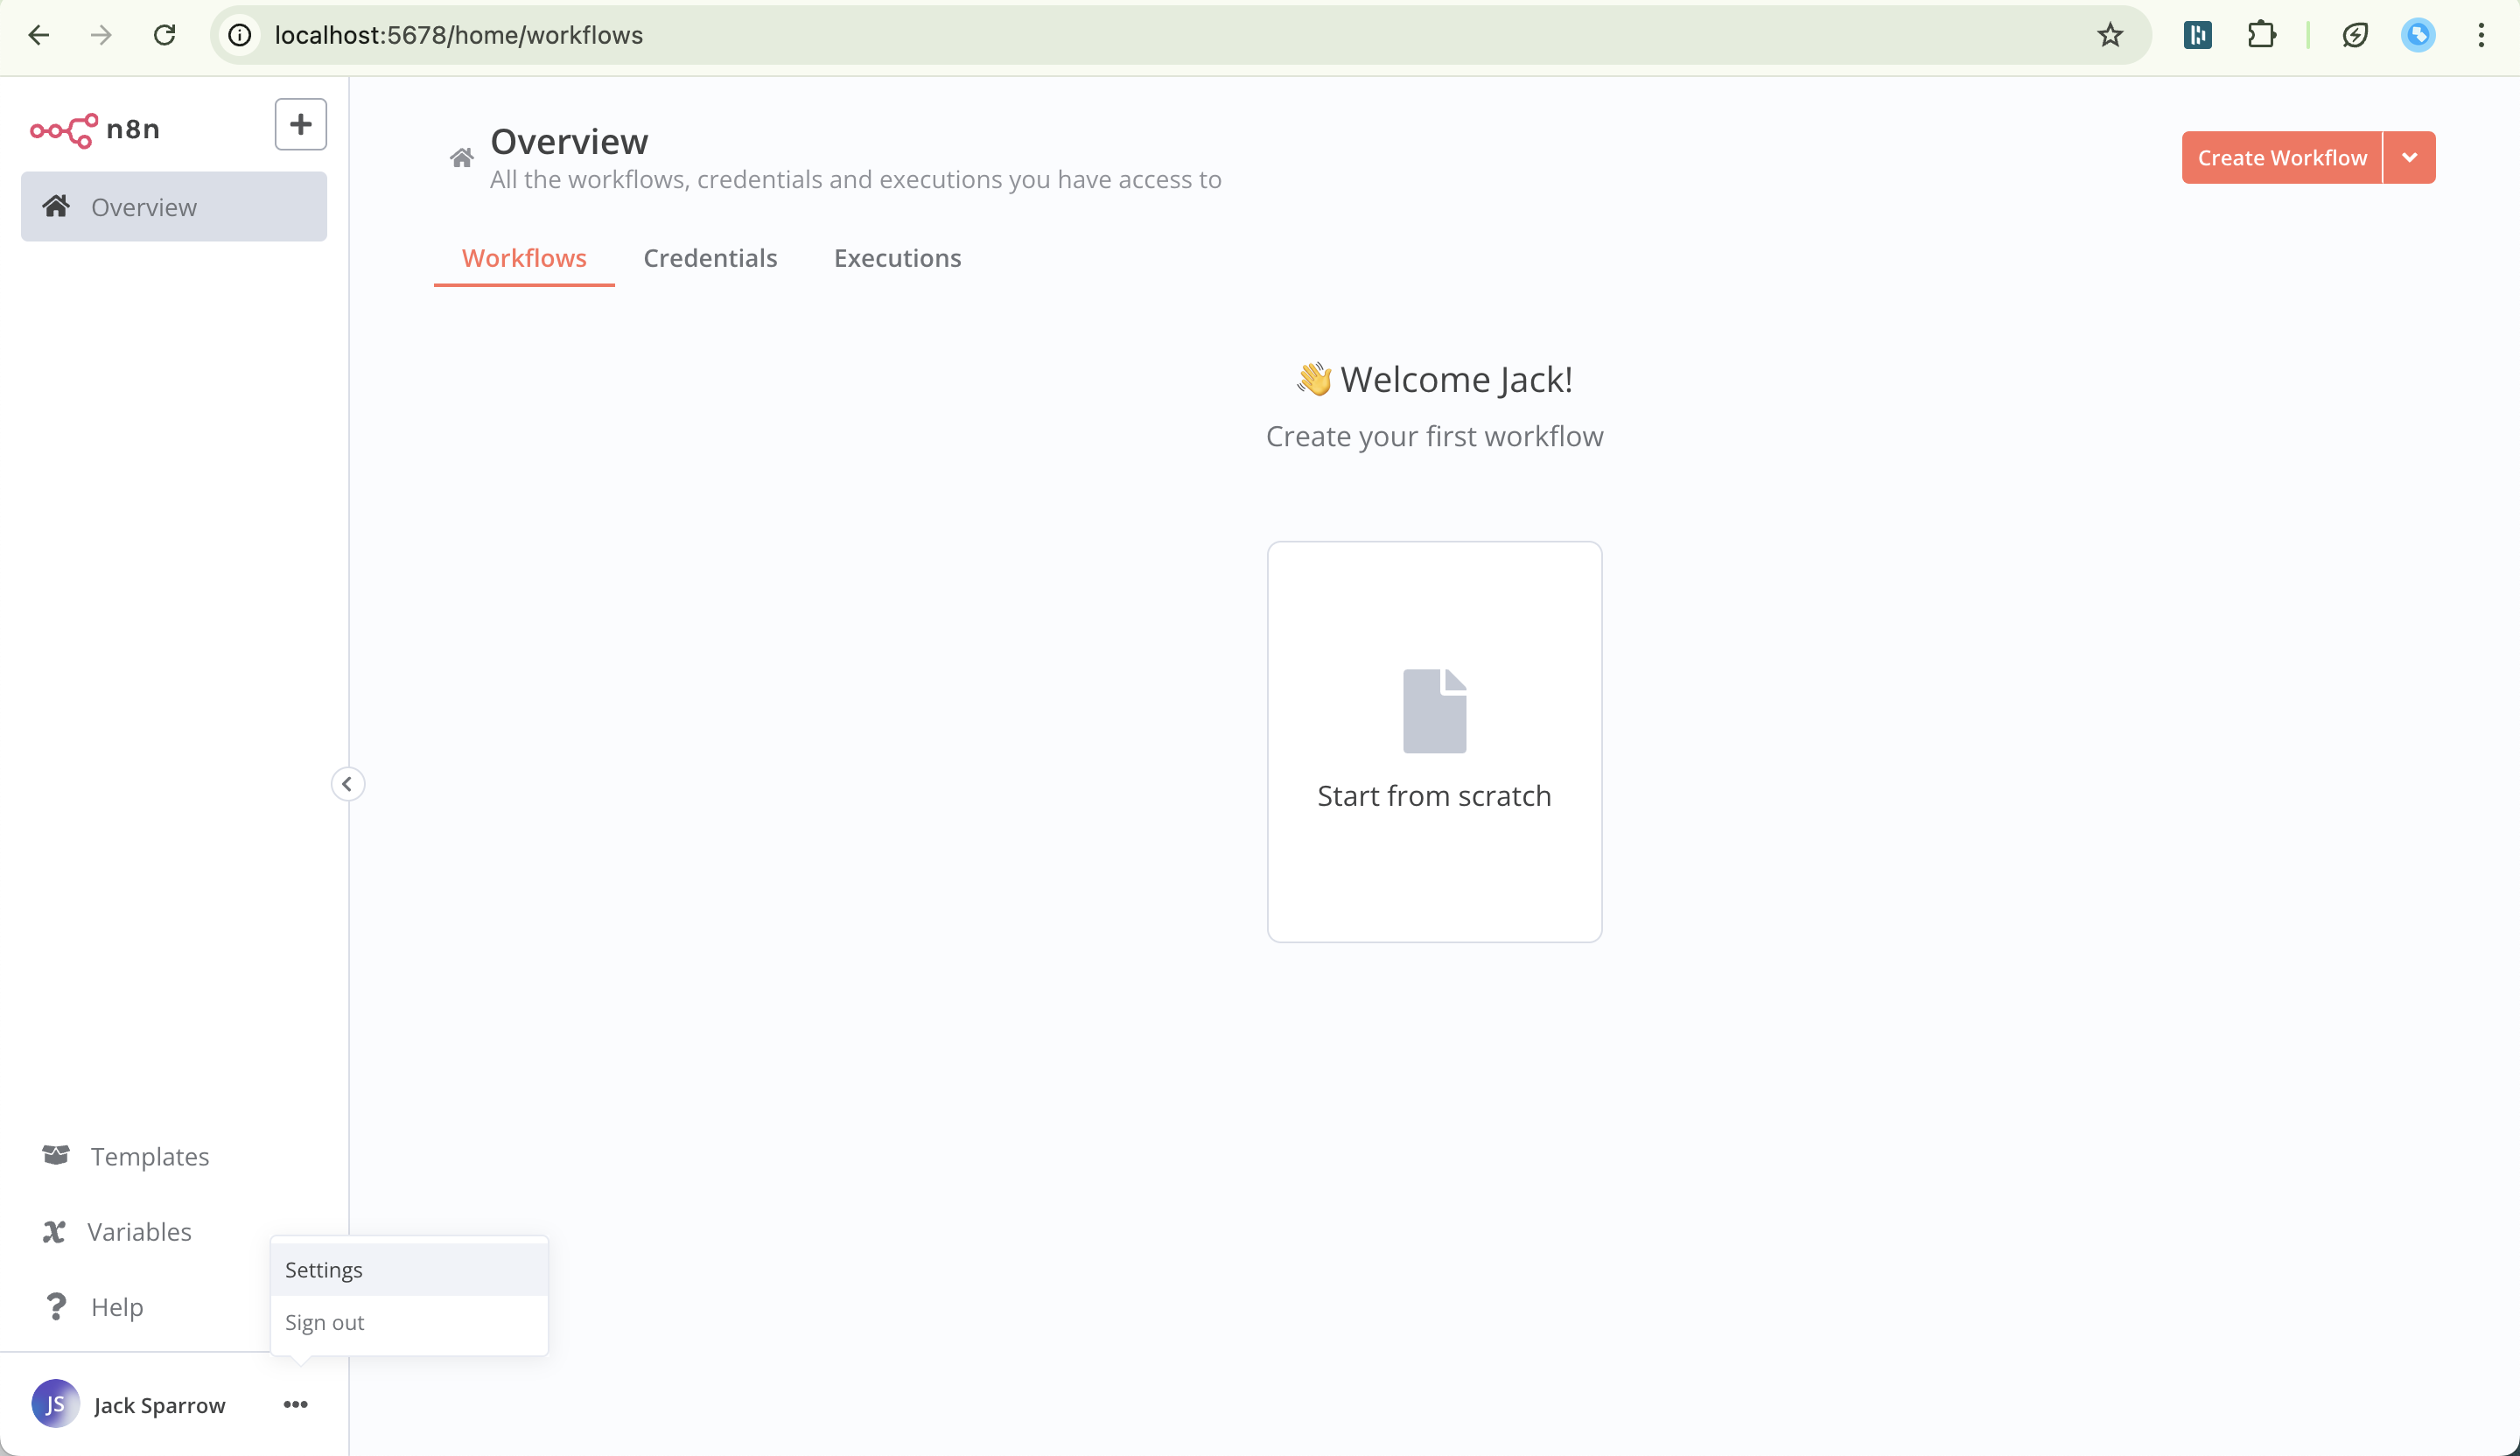 localhost:5678/home/workflows
n8n
Overview
Overview
All the workflows, credentials and executions you have access to
Create Workflow
Workflows
Credentials
Executions
👋 Welcome Jack!
Create your first workflow
Start from scratch
Templates
Variables
Help
Settings
Sign out
JS
Jack Sparrow